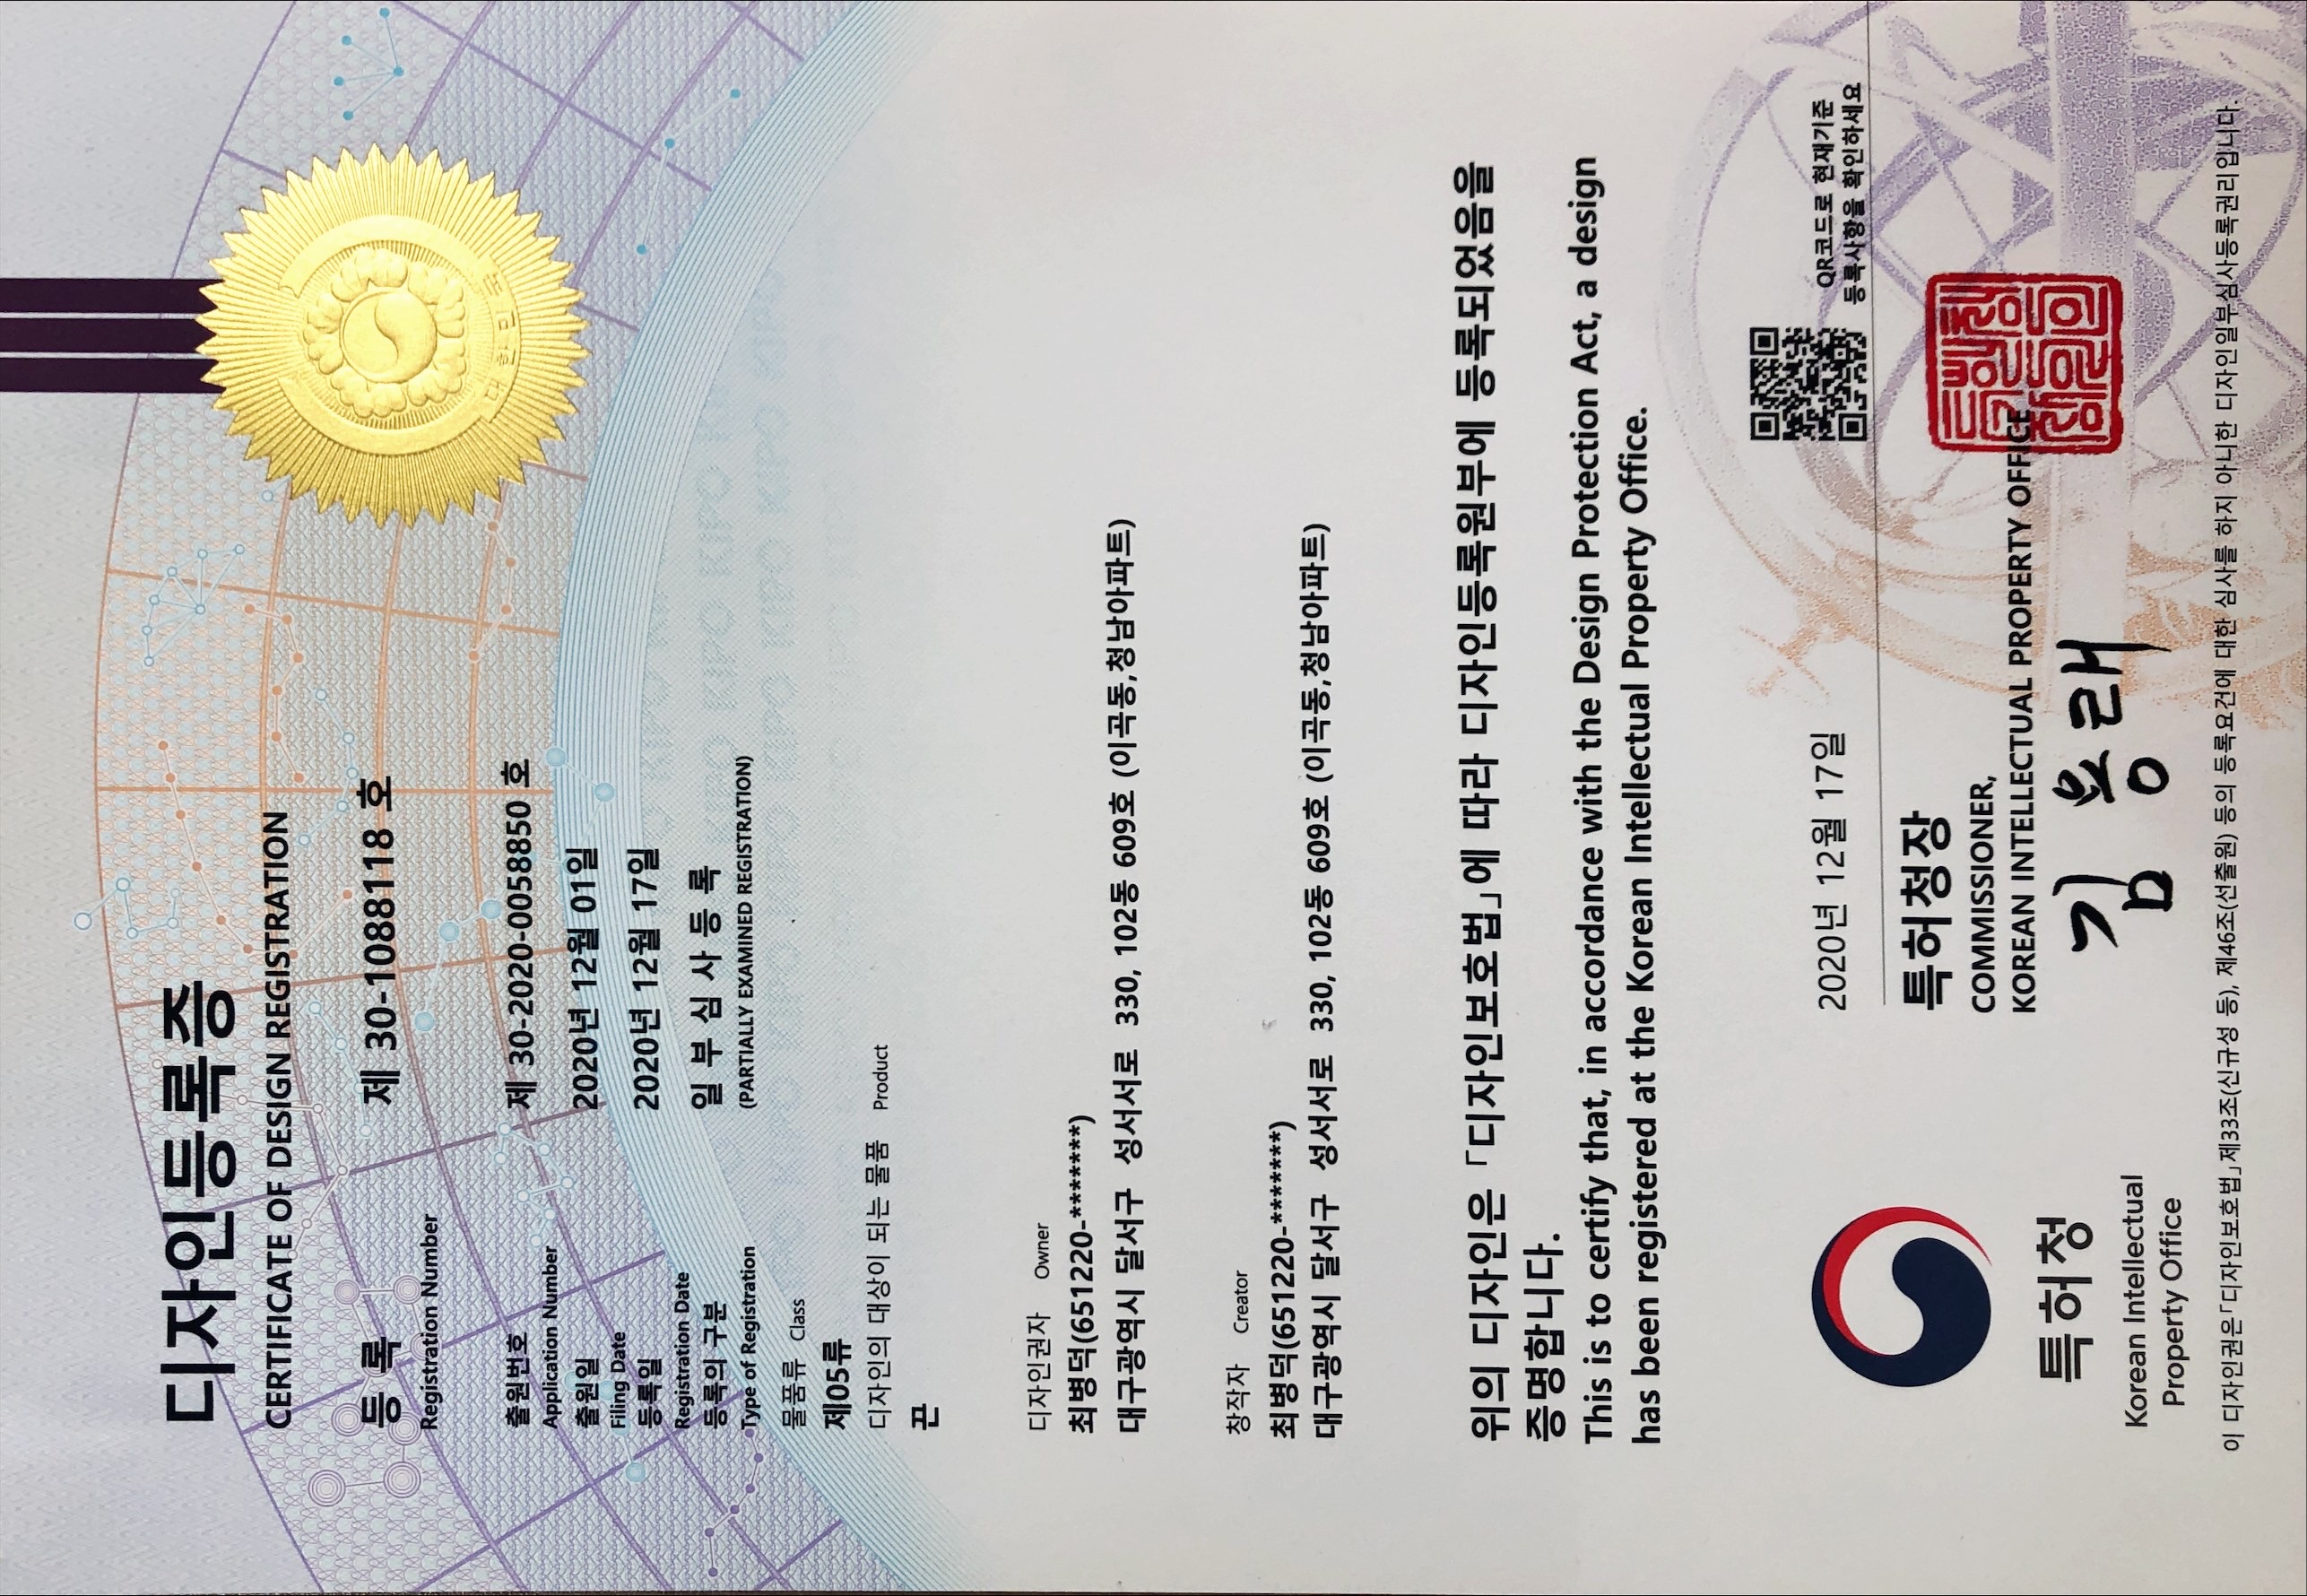 디자인등록증
CERTIFICATE OF DESIGN REGISTRATION
등 록 제 30-1088118 호
Registration Number
출원번호 제 30-2020-0058850 호
Application Number
출원일 2020년 12월 01일
Filing Date
등록일 2020년 12월 17일
Registration Date
등록의 구분 일 부 심 사 등 록
Type of Registration (PARTIALLY EXAMINED REGISTRATION)
물품류 Class
제05류
디자인의 대상이 되는 물품 Product
끈
디자인권자 Owner
최병덕(651220-*******)
대구광역시 달서구 성서서로 330, 102동 609호 (이곡동,청남아파트)
창작자 Creator
최병덕(651220-*******)
대구광역시 달서구 성서서로 330, 102동 609호 (이곡동,청남아파트)
위의 디자인은 「디자인보호법」에 따라 디자인등록원부에 등록되었음을
증명합니다.
This is to certify that, in accordance with the Design Protection Act, a design
has been registered at the Korean Intellectual Property Office.
QR코드로 현재기준
등록사항을 확인하세요
2020년 12월 17일
특허청장
COMMISSIONER,
KOREAN INTELLECTUAL PROPERTY OFFICE
김용래
특허청
Korean Intellectual
Property Office
이 디자인권은「디자인보호법」제33조(신규성 등), 제46조(선출원) 등의 등록요건에 대한 심사를 하지 아니한 디자인일부심사등록권리입니다.